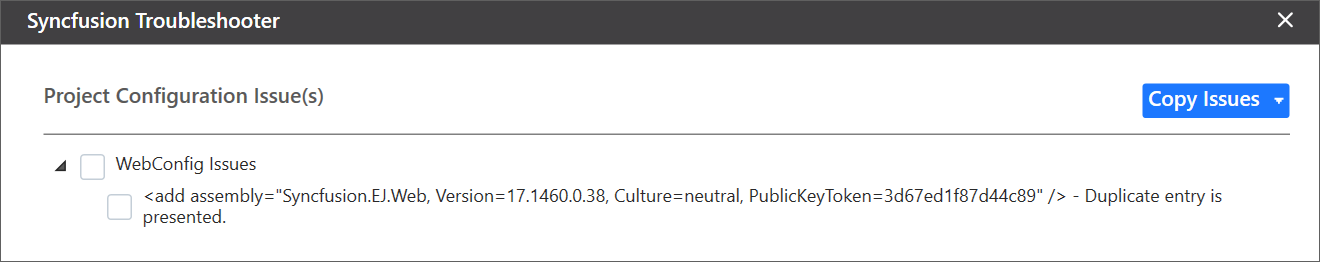 Syncfusion Troubleshooter
Project Configuration Issue(s)
Copy Issues
WebConfig Issues
<add assembly="Syncfusion.EJ.Web, Version=17.1460.0.38, Culture=neutral, PublicKeyToken=3d67ed1f87d44c89" /> - Duplicate entry is
presented.